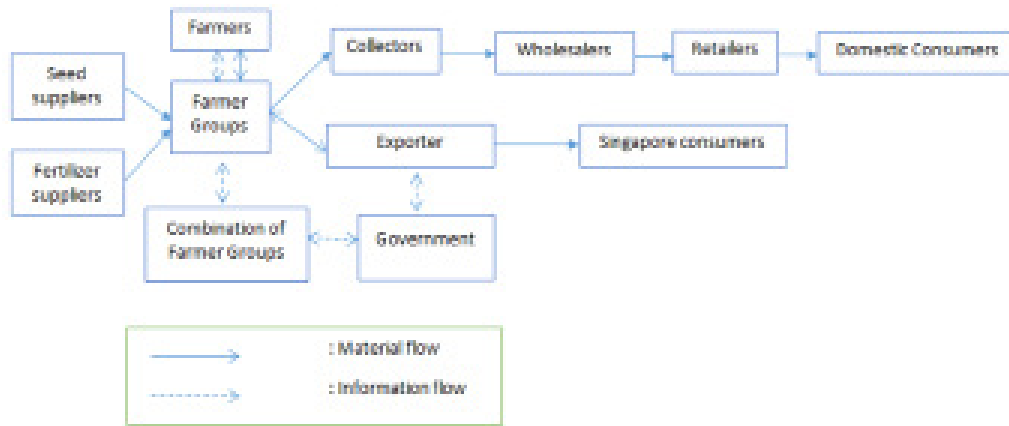 Farmers
Collectors
Wholesalers
Retailers
Domestic Consumers
Seed
suppliers
Farmer
Groups
Exporter
Singapore consumers
Fertilizer
suppliers
Combination of
Farmer Groups
Government
: Material flow
: Information flow